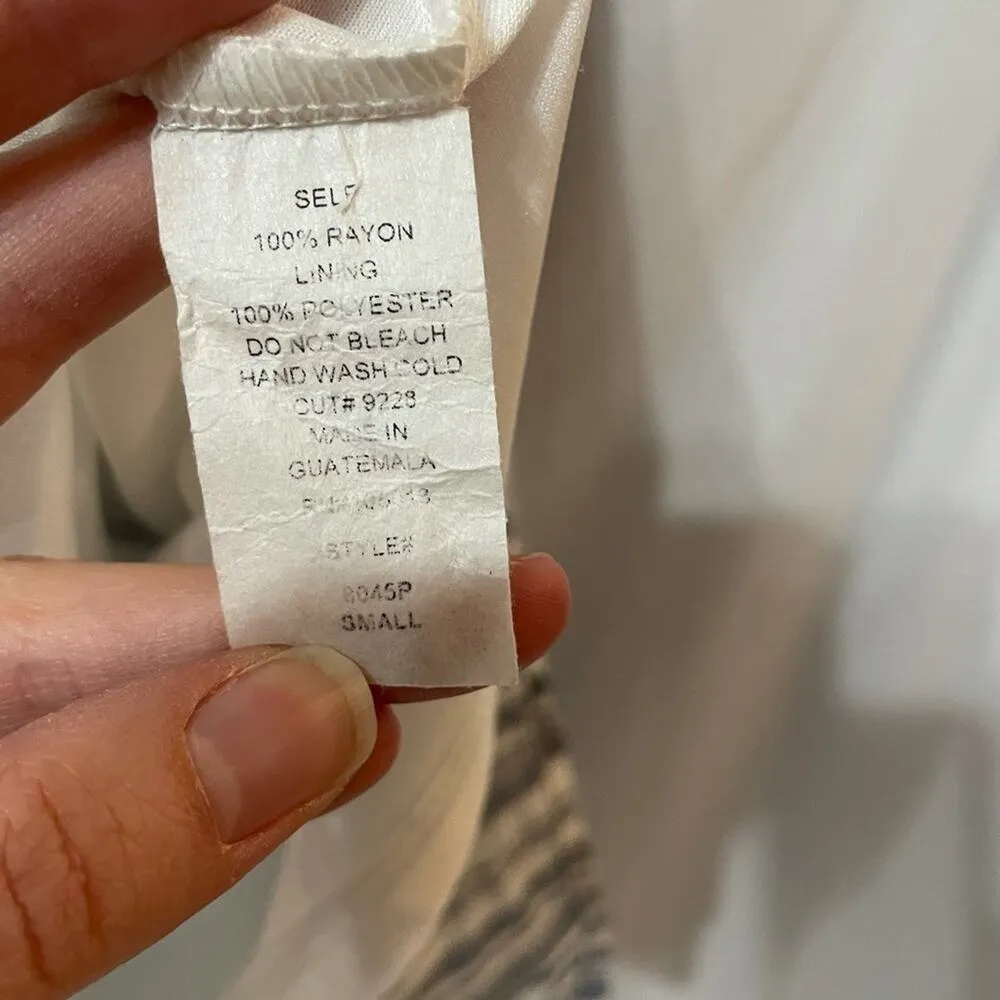 SELF
100% RAYON
LINING
100% POLYESTER
DO NOT BLEACH
HAND WASH COLD
CUT# 9228
MADE IN
GUATEMALA
STYLE#
8045P
SMALL